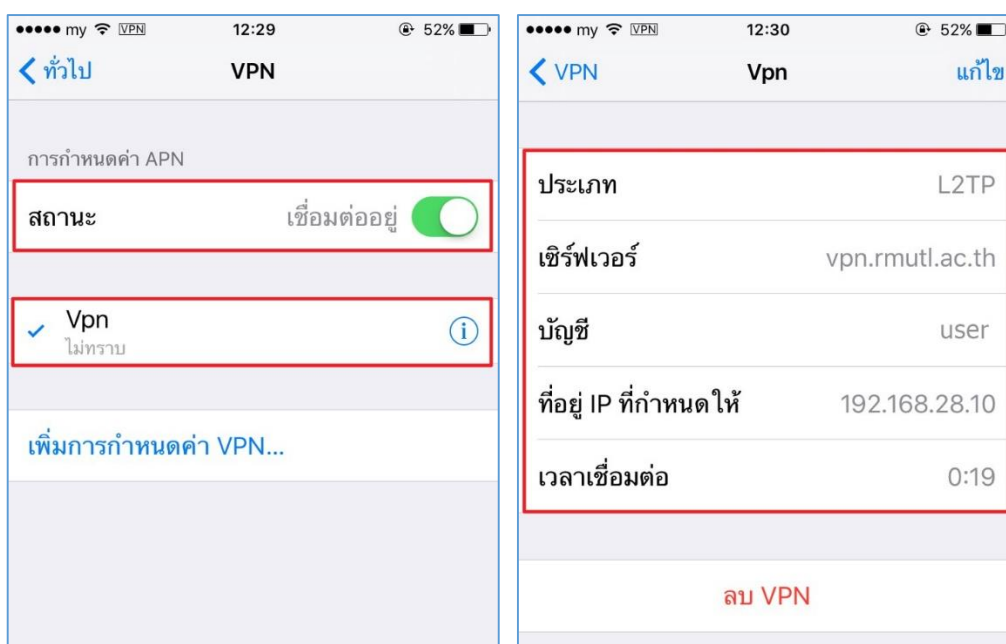 my VPN 12:29 52%
ทั่วไป VPN
การกำหนดค่า APN
สถานะ เชื่อมต่ออยู่
Vpn
ไม่ทราบ
เพิ่มการกำหนดค่า VPN...
my VPN 12:30 52%
VPN Vpn แก้ไข
ประเภท L2TP
เซิร์ฟเวอร์ vpn.rmutl.ac.th
บัญชี user
ที่อยู่ IP ที่กำหนดให้ 192.168.28.10
เวลาเชื่อมต่อ 0:19
ลบ VPN